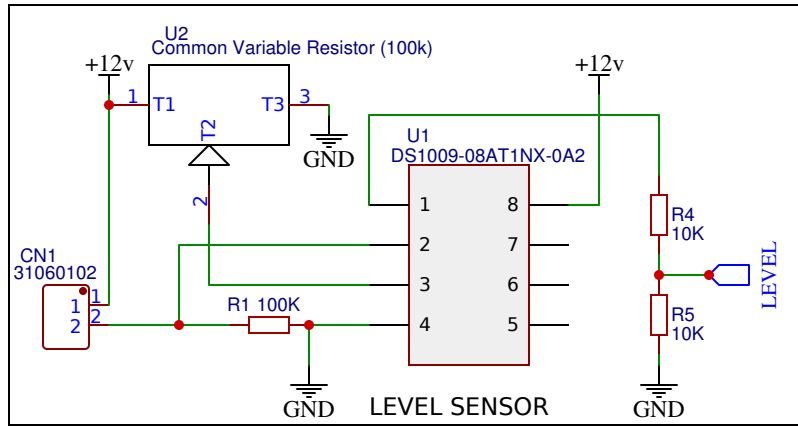 U2
Common Variable Resistor (100k)
+12v
+12v
1
T1
T3
3
T2
GND
2
U1
DS1009-08AT1NX-0A2
1
8
2
7
3
6
4
5
R4
10K
LEVEL
R5
10K
CN1
31060102
1
1
2
2
R1 100K
GND
LEVEL SENSOR
GND